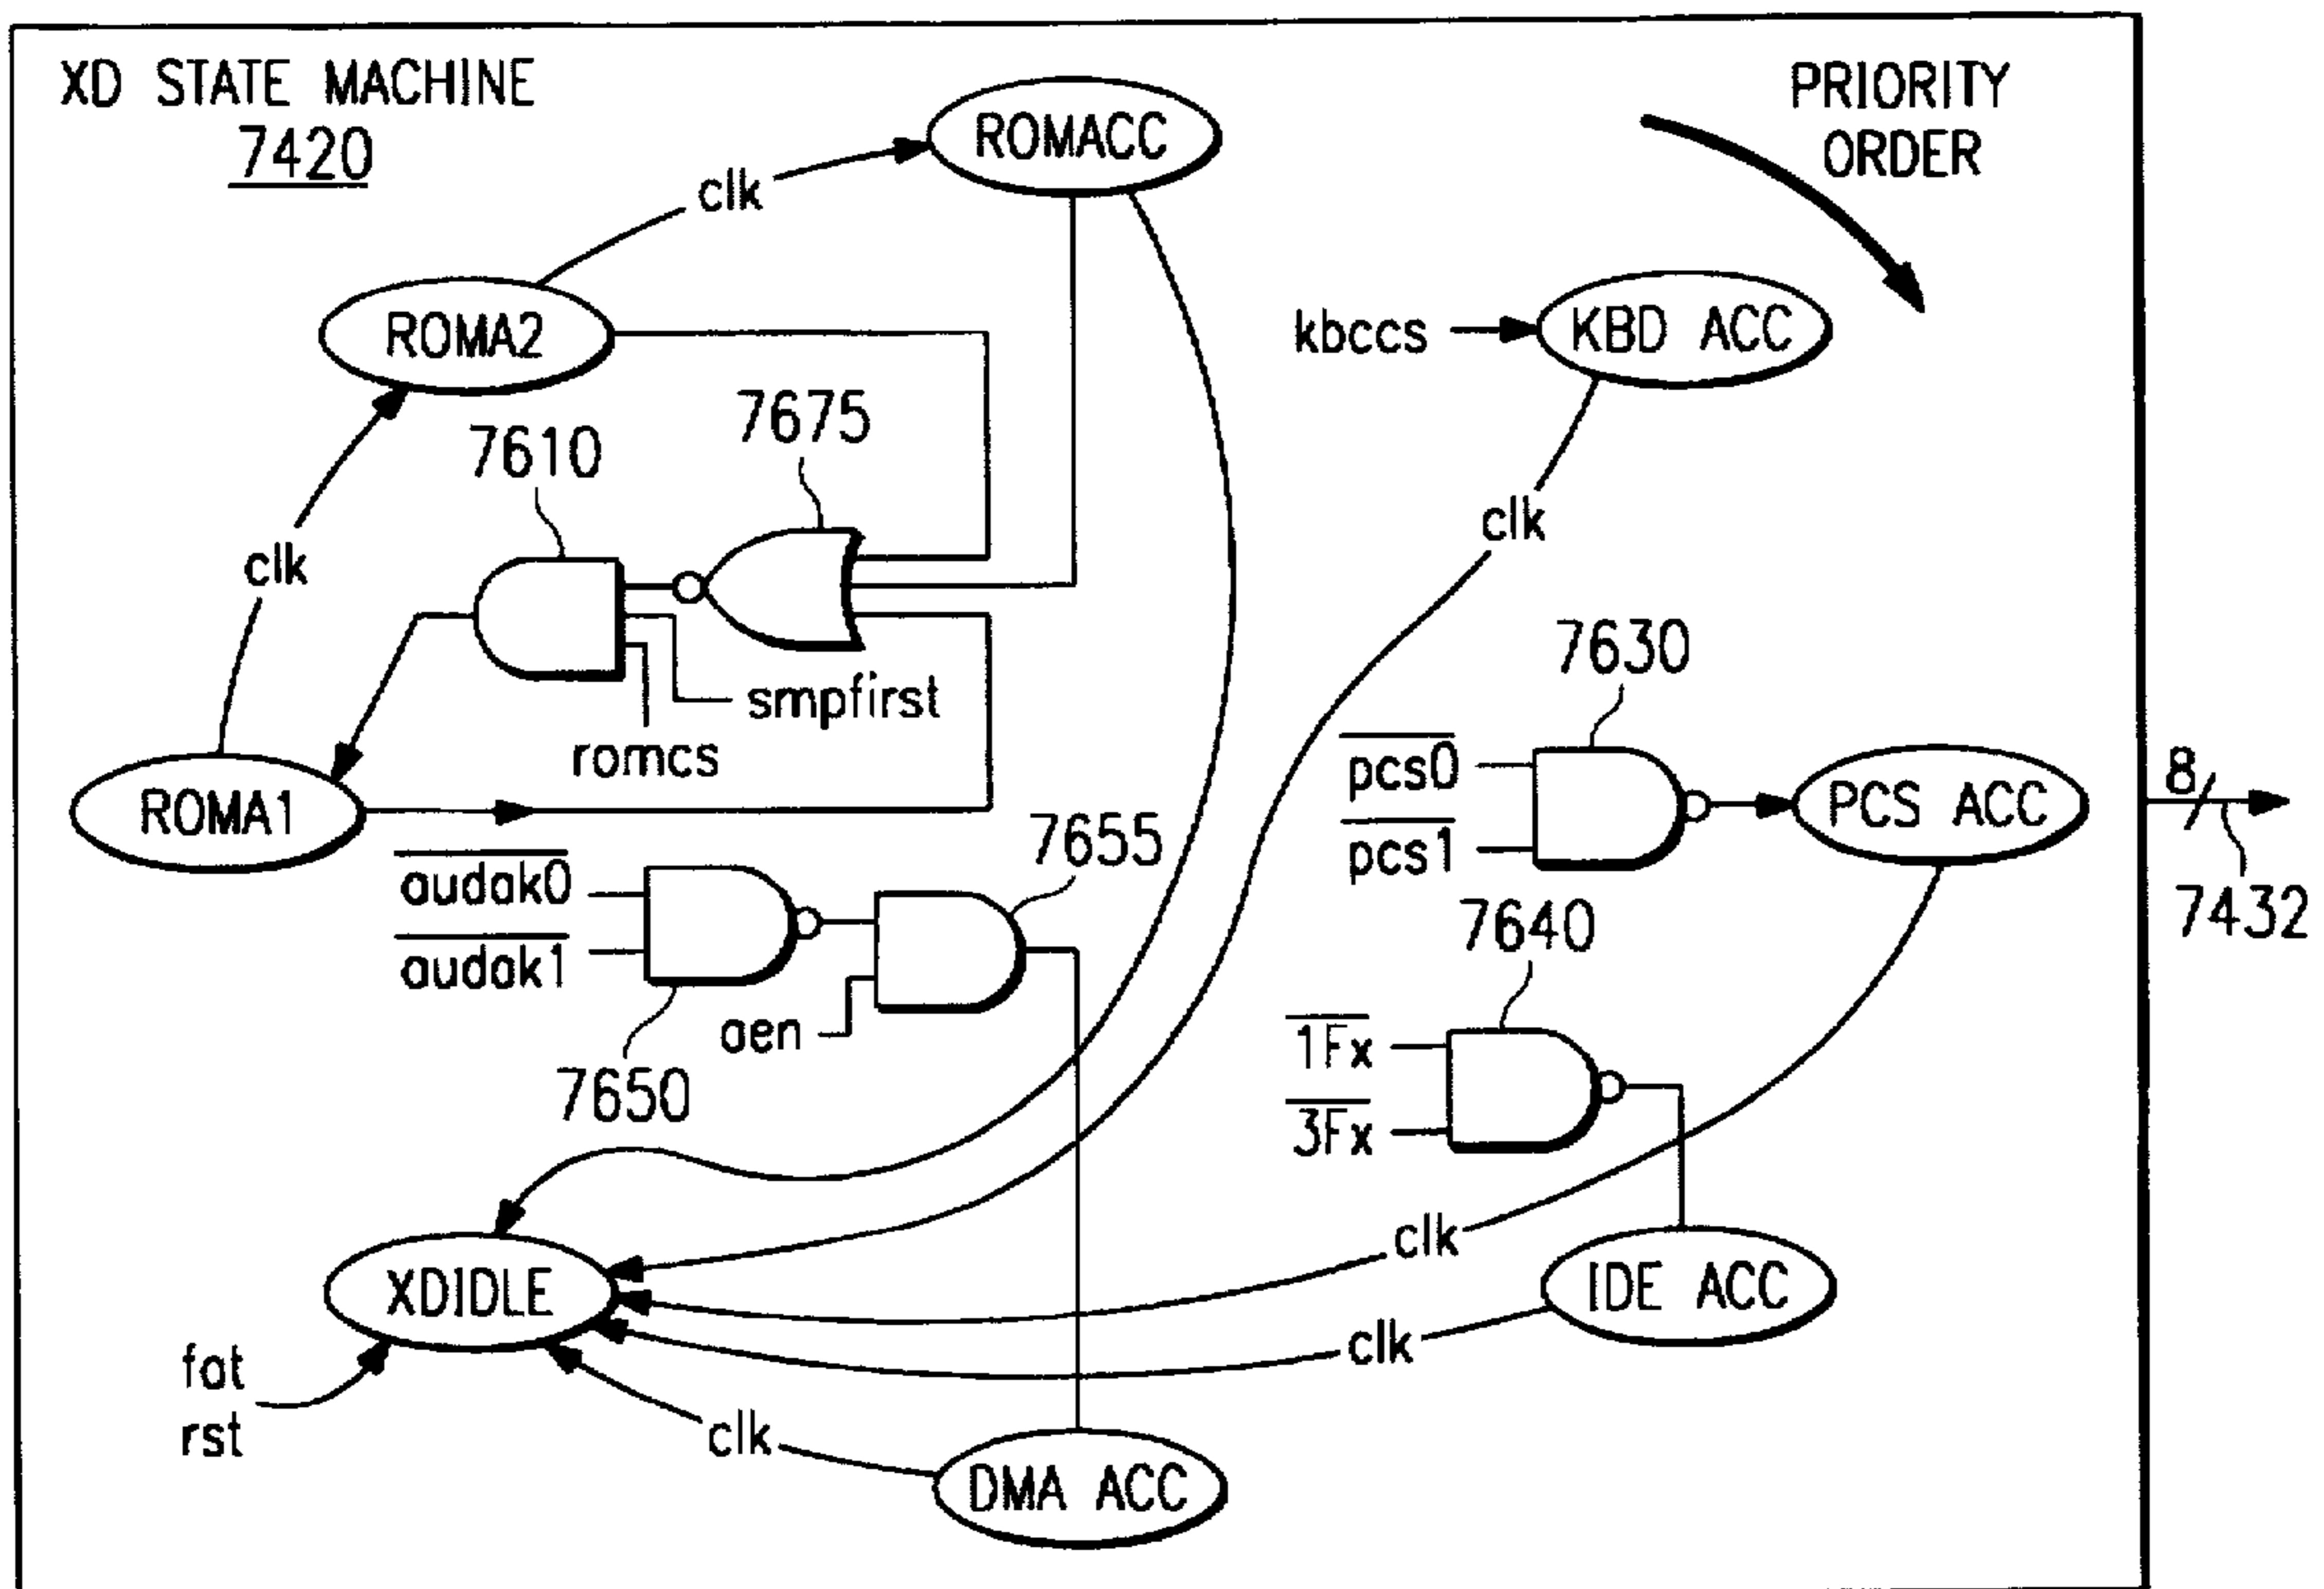 XD STATE MACHINE
7420
PRIORITY
ORDER
ROMACC
clk
ROMA2
kbccs
KBD ACC
7675
7610
clk
clk
smpfirst
romcs
7630
pcs0
pcs1
PCS ACC
8
7432
ROMA1
7655
audak0
audak1
aen
7650
7640
1Fx
3Fx
clk
XDIDLE
IDE ACC
clk
fat
rst
clk
DMA ACC